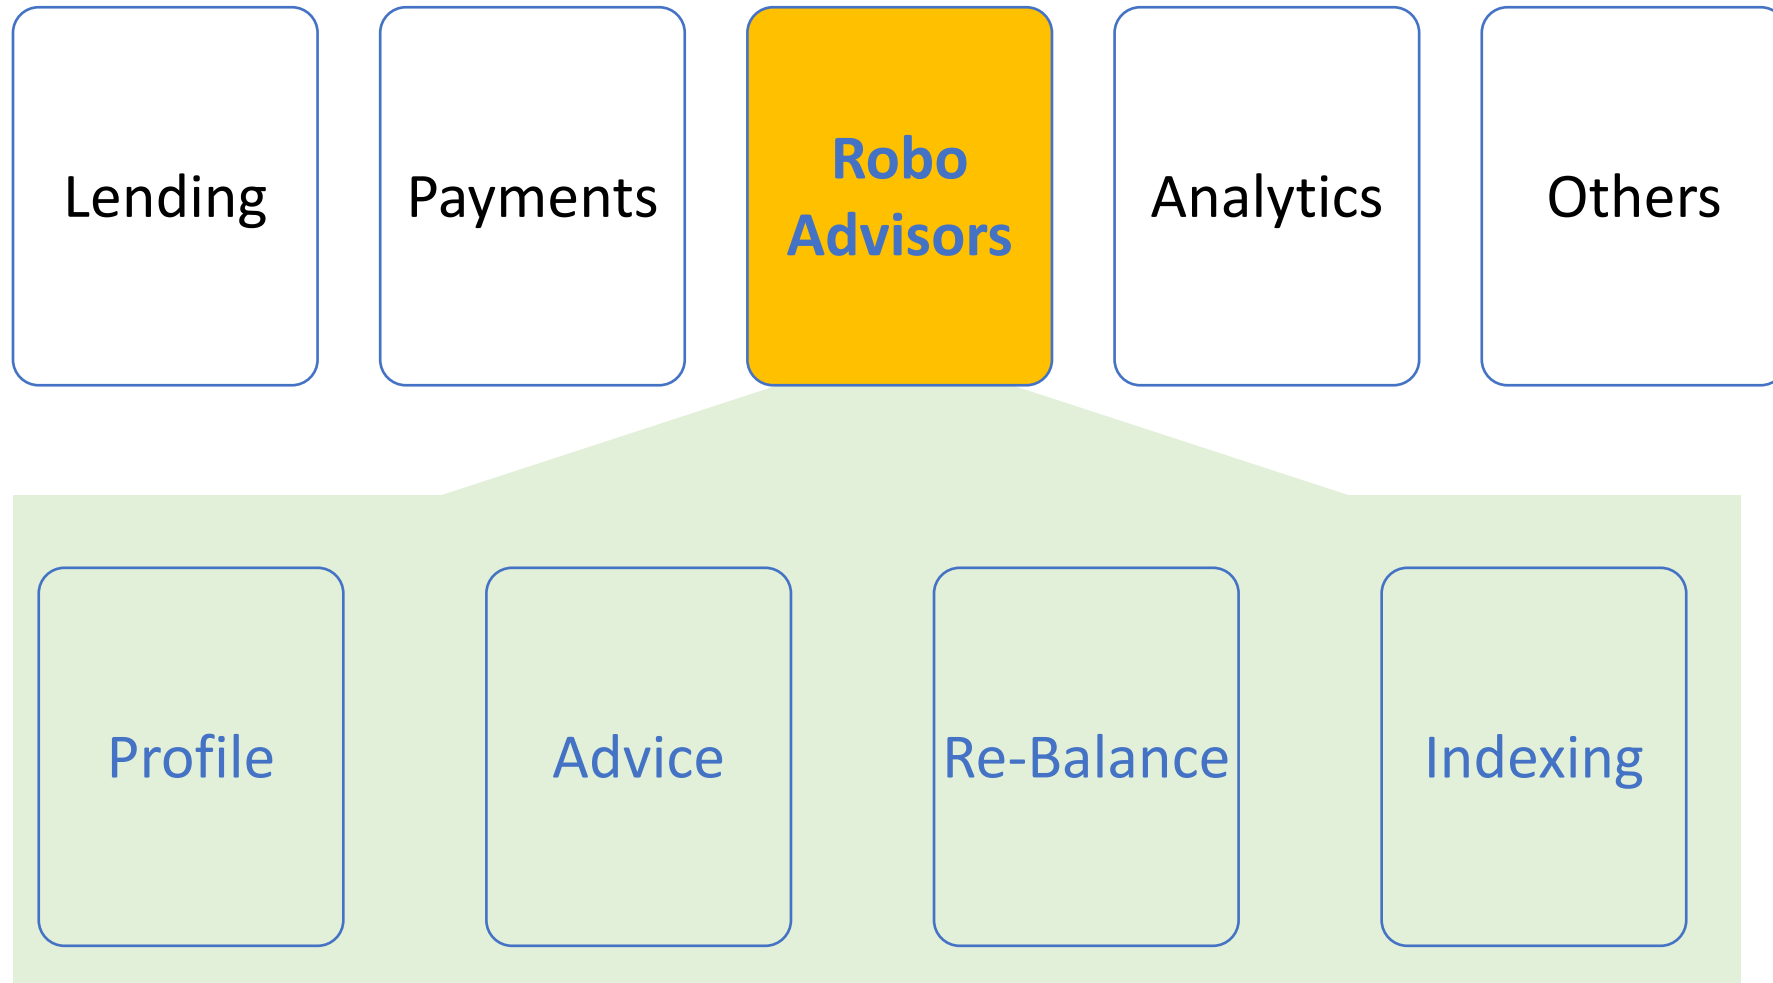 Lending
Payments
Robo
Advisors
Analytics
Others
Profile
Advice
Re-Balance
Indexing